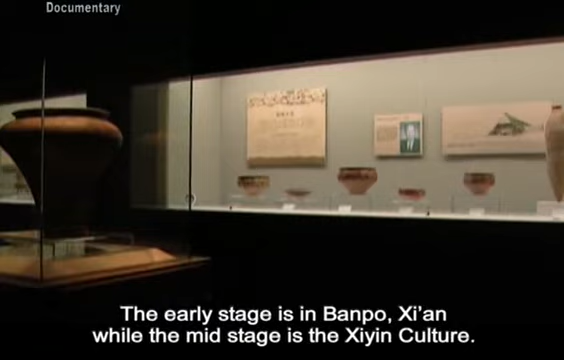 Documentary
The early stage is in Banpo, Xi'an
while the mid stage is the Xiyin Culture.